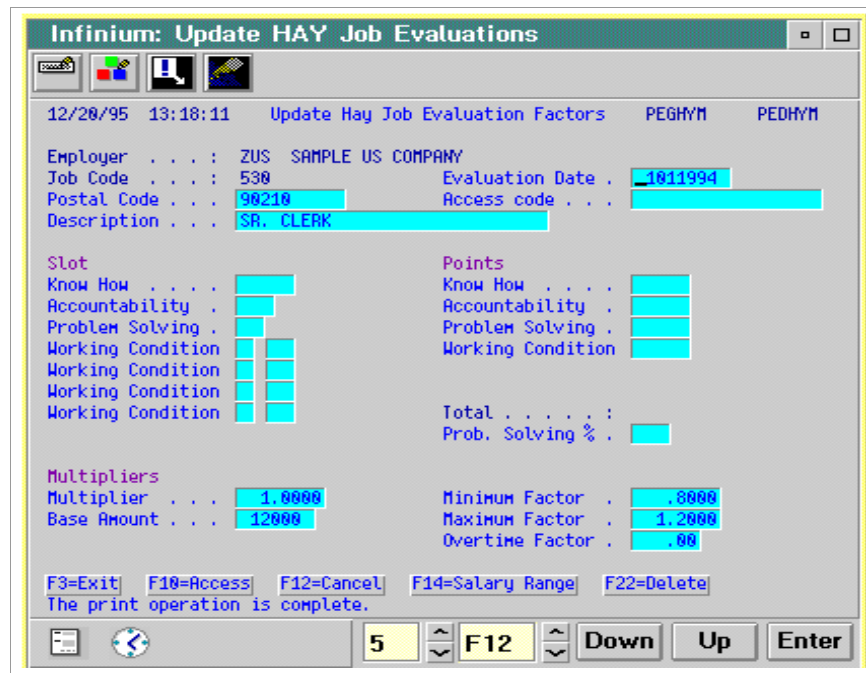 Infinium: Update HAY Job Evaluations
12/20/95 13:18:11 Update Hay Job Evaluation Factors PEGHYM PEDHYM
Employer . . . : ZUS SAMPLE US COMPANY
Job Code . . . : 530 Evaluation Date . 1011994
Postal Code . . . 90210 Access code . . .
Description . . . SR. CLERK
Slot Points
Know How . . . . Know How . . . .
Accountability . Accountability .
Problem Solving . Problem Solving .
Working Condition Working Condition
Working Condition
Working Condition
Working Condition Total . . . . . :
Prob. Solving % .
Multipliers
Multiplier . . . 1.0000 Minimum Factor . .8000
Base Amount . . . 12000 Maximum Factor . 1.2000
Overtime Factor . .00
F3=Exit F10=Access F12=Cancel F14=Salary Range F22=Delete
The print operation is complete.
5 F12 Down Up Enter